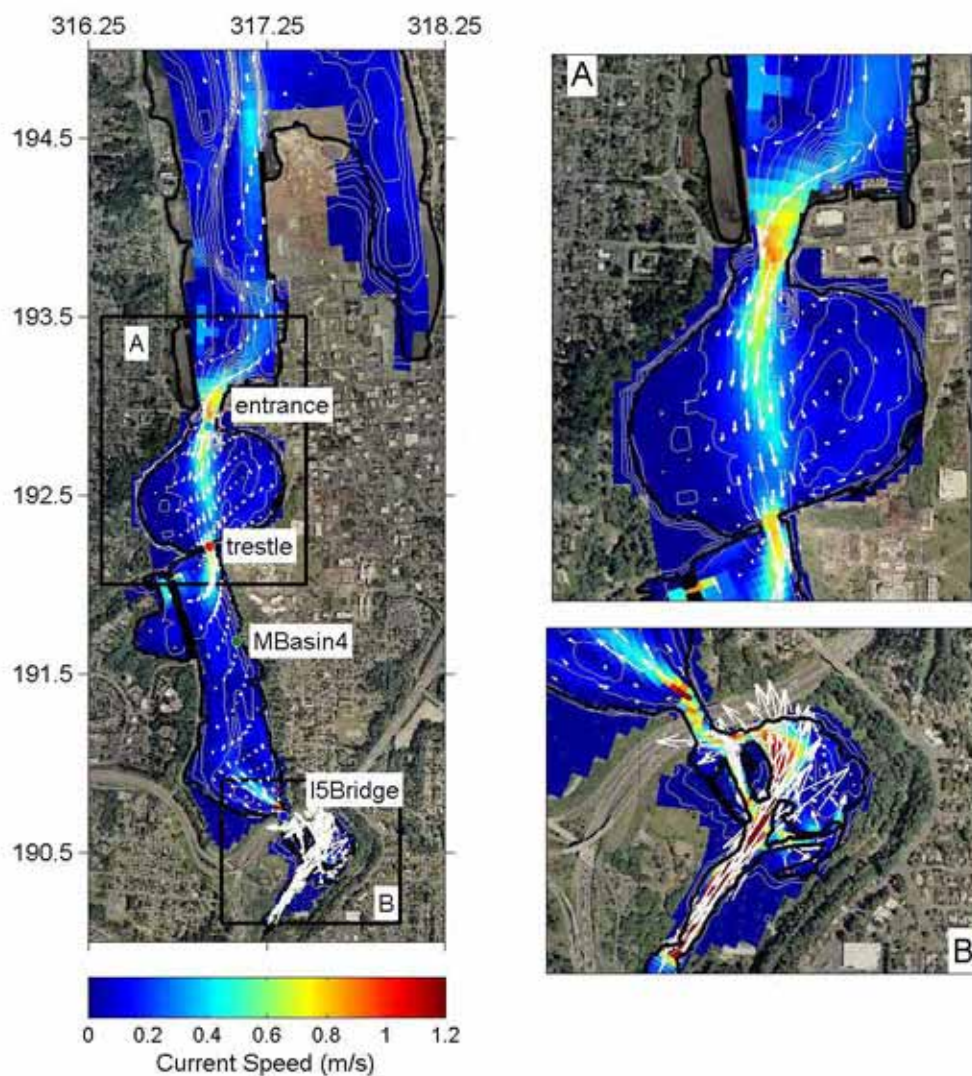 316.25 317.25 318.25
194.5
193.5
192.5
191.5
190.5
A
entrance
trestle
MBasin4
I5Bridge
B
0 0.2 0.4 0.6 0.8 1 1.2
Current Speed (m/s)
A
B